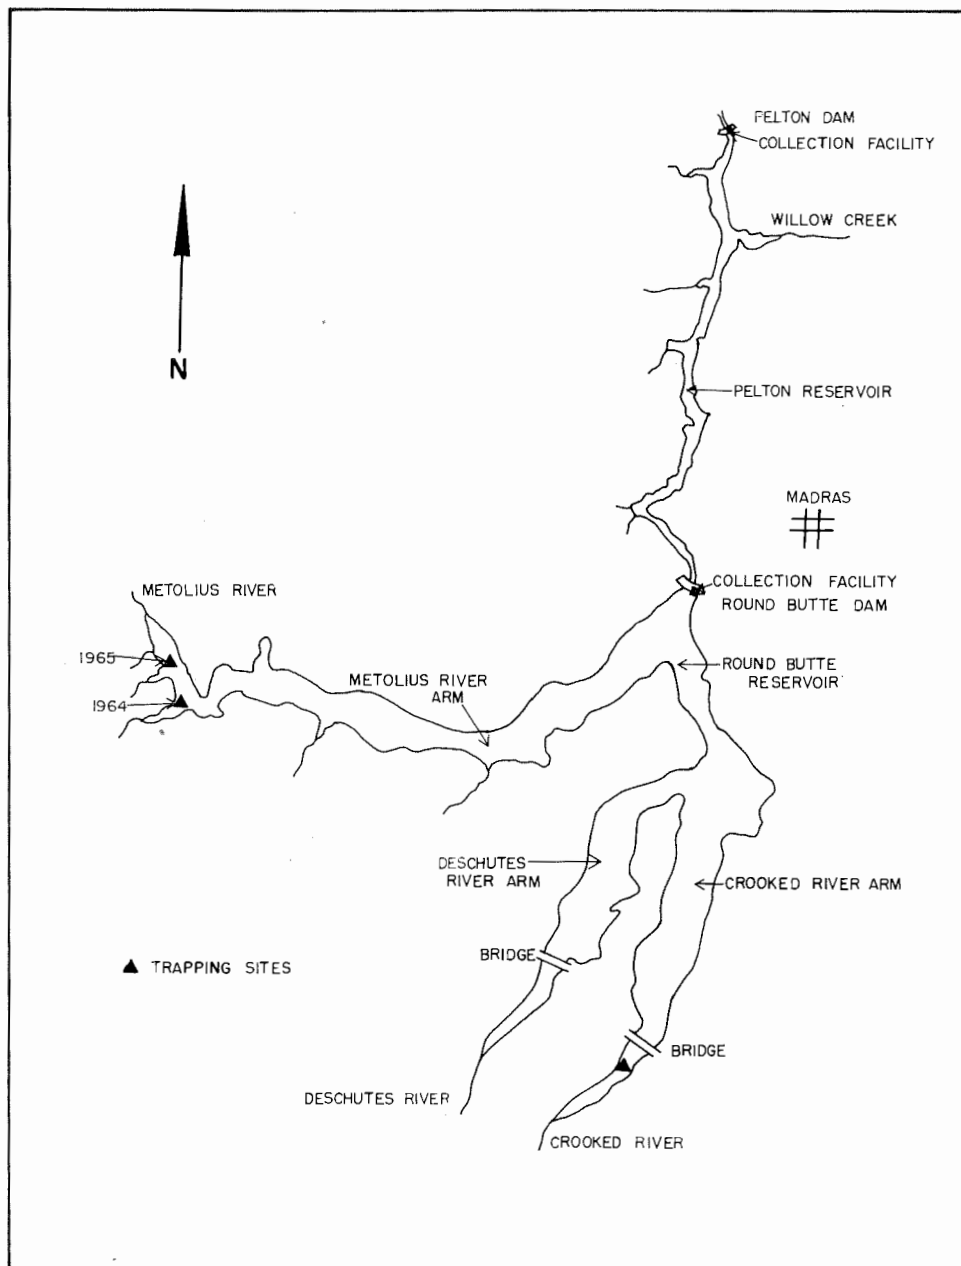 FELTON DAM
COLLECTION FACILITY
WILLOW CREEK
N
PELTON RESERVOIR
MADRAS
COLLECTION FACILITY
ROUND BUTTE DAM
METOLIUS RIVER
1965
1964
METOLIUS RIVER
ARM
ROUND BUTTE
RESERVOIR
DESCHUTES
RIVER ARM
CROOKED RIVER ARM
BRIDGE
TRAPPING SITES
BRIDGE
DESCHUTES RIVER
CROOKED RIVER